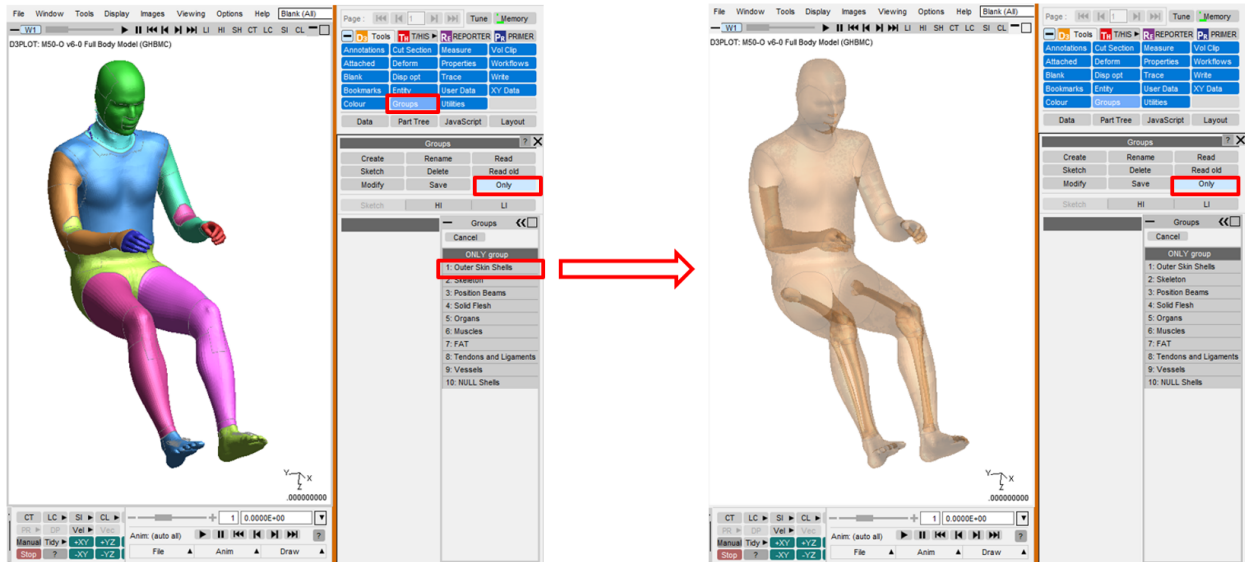 File Window Tools Display Images Viewing Options Help Blank (All)
W1 LI HI SH CT LC SI CL
D3PLOT: M50-O v6-0 Full Body Model (GHBMC)
Y X
Z
.000000000
CT LC SI CL
PR DP Vel Vec
Manual Tidy +XY +YZ
Stop ? -XY -YZ
1 0.0000E+00
Anim: (auto all) ?
File Anim Draw
Page : 1 Tune Memory
Tools T/HIS REPORTER PRIMER
Annotations Cut Section Measure Vol Clip
Attached Deform Properties Workflows
Blank Disp opt Trace Write
Bookmarks Entity User Data XY Data
Colour Groups Utilities
Data Part Tree JavaScript Layout
Groups ? X
Create Rename Read
Sketch Delete Read old
Modify Save Only
Sketch HI LI
Groups
Cancel
ONLY group
1: Outer Skin Shells
2: Skeleton
3: Position Beams
4: Solid Flesh
5: Organs
6: Muscles
7: FAT
8: Tendons and Ligaments
9: Vessels
10: NULL Shells
File Window Tools Display Images Viewing Options Help Blank (All)
W1 LI HI SH CT LC SI CL
D3PLOT: M50-O v6-0 Full Body Model (GHBMC)
Y X
Z
.000000000
CT LC SI CL
PR DP Vel Vec
Manual Tidy +XY +YZ
Stop ? -XY -YZ
1 0.0000E+00
Anim: (auto all) ?
File Anim Draw
Page : 1 Tune Memory
Tools T/HIS REPORTER PRIMER
Annotations Cut Section Measure Vol Clip
Attached Deform Properties Workflows
Blank Disp opt Trace Write
Bookmarks Entity User Data XY Data
Colour Groups Utilities
Data Part Tree JavaScript Layout
Groups ? X
Create Rename Read
Sketch Delete Read old
Modify Save Only
Sketch HI LI
Groups
Cancel
ONLY group
1: Outer Skin Shells
2: Skeleton
3: Position Beams
4: Solid Flesh
5: Organs
6: Muscles
7: FAT
8: Tendons and Ligaments
9: Vessels
10: NULL Shells